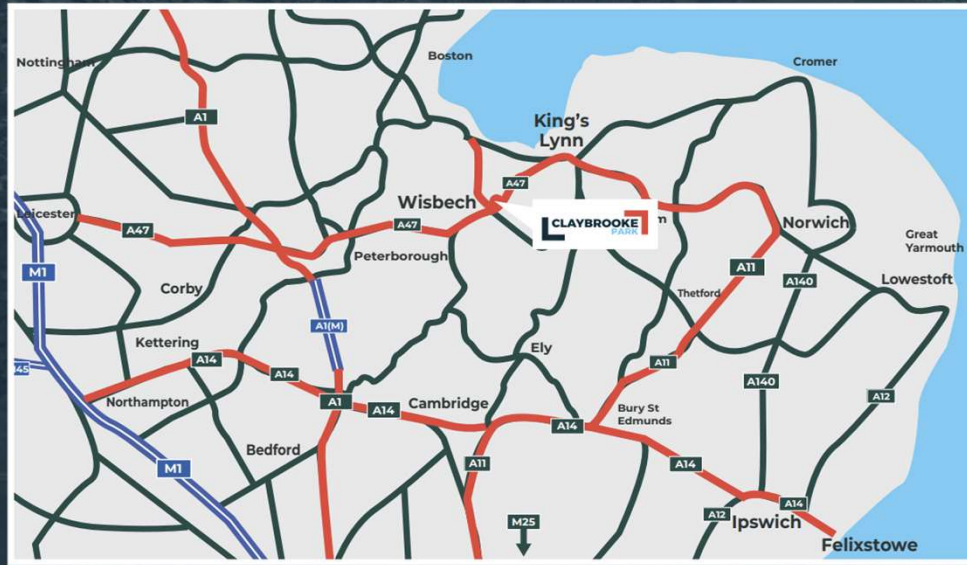 Boston
Cromer
Nottingham
A1
King's
Lynn
A47
Leicester
Wisbech
CLAYBROOKE
PARK
m
Norwich
Great
Yarmouth
A47
A47
Peterborough
M1
A11
A140
Lowestoft
Corby
Thetford
A1(M)
Kettering
A14
Ely
A11
45
A14
A140
A12
Northampton
A1
A14
Cambridge
Bury St
Edmunds
A14
Bedford
M1
A11
A14
A14
M25
A12
Ipswich
Felixstowe